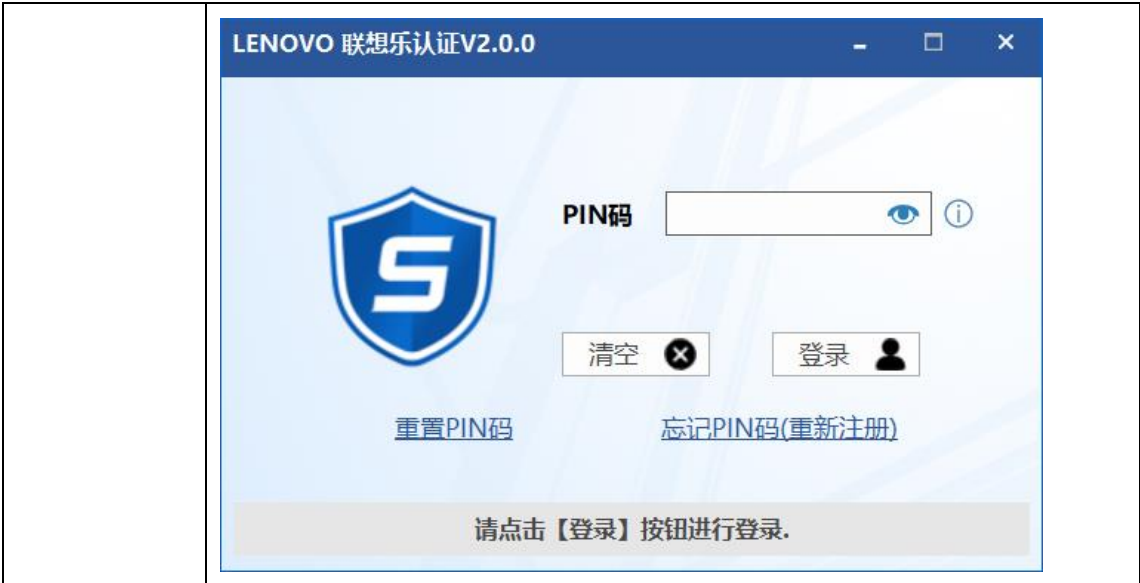 LENOVO 联想乐认证V2.0.0
PIN码
S
清空
登录
重置PIN码
忘记PIN码(重新注册)
请点击【登录】按钮进行登录.